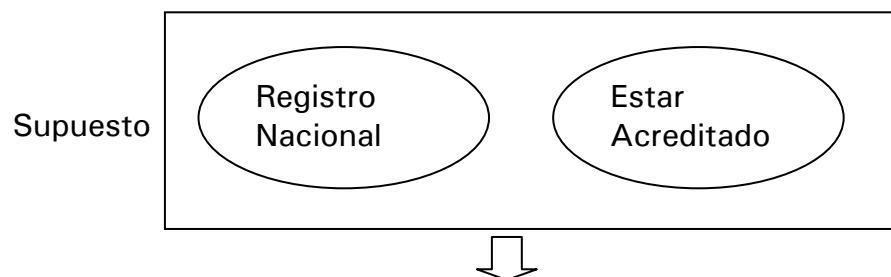 Registro
Nacional
Estar
Acreditado
Supuesto